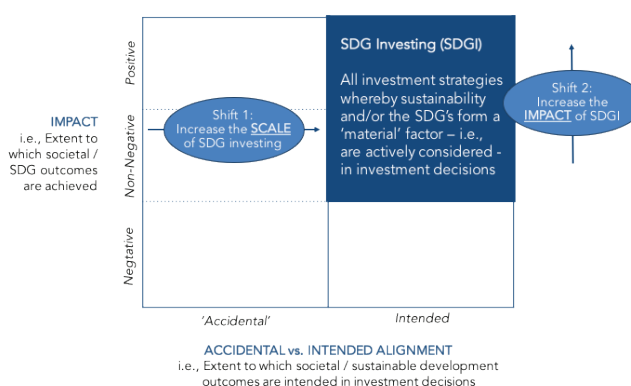 SDG Investing (SDGI)
All investment strategies
whereby sustainability
and/or the SDG's form a
'material' factor – i.e.,
are actively considered -
in investment decisions
Shift 1:
Increase the SCALE
of SDG investing
Shift 2:
Increase the
IMPACT of SDGI
IMPACT
i.e., Extent to
which societal /
SDG outcomes
are achieved
Positive
Non-Negative
Negtative
'Accidental'
Intended
ACCIDENTAL vs. INTENDED ALIGNMENT
i.e., Extent to which societal / sustainable development
outcomes are intended in investment decisions